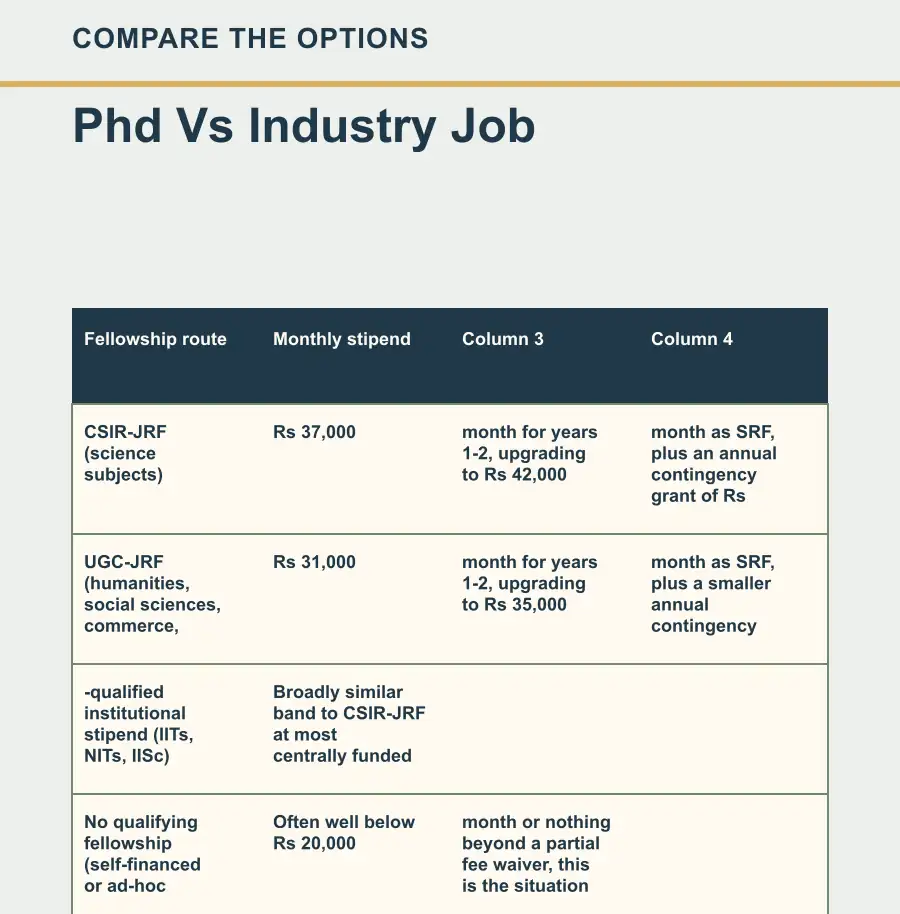 COMPARE THE OPTIONS
Phd Vs Industry Job
Fellowship route
Monthly stipend
Column 3
Column 4
CSIR-JRF
(science
subjects)
Rs 37,000
month for years
1-2, upgrading
to Rs 42,000
month as SRF,
plus an annual
contingency
grant of Rs
UGC-JRF
(humanities,
social sciences,
commerce,
Rs 31,000
month for years
1-2, upgrading
to Rs 35,000
month as SRF,
plus a smaller
annual
contingency
-qualified
institutional
stipend (IITs,
NITs, IISc)
Broadly similar
band to CSIR-JRF
at most
centrally funded
No qualifying
fellowship
(self-financed
or ad-hoc
Often well below
Rs 20,000
month or nothing
beyond a partial
fee waiver, this
is the situation